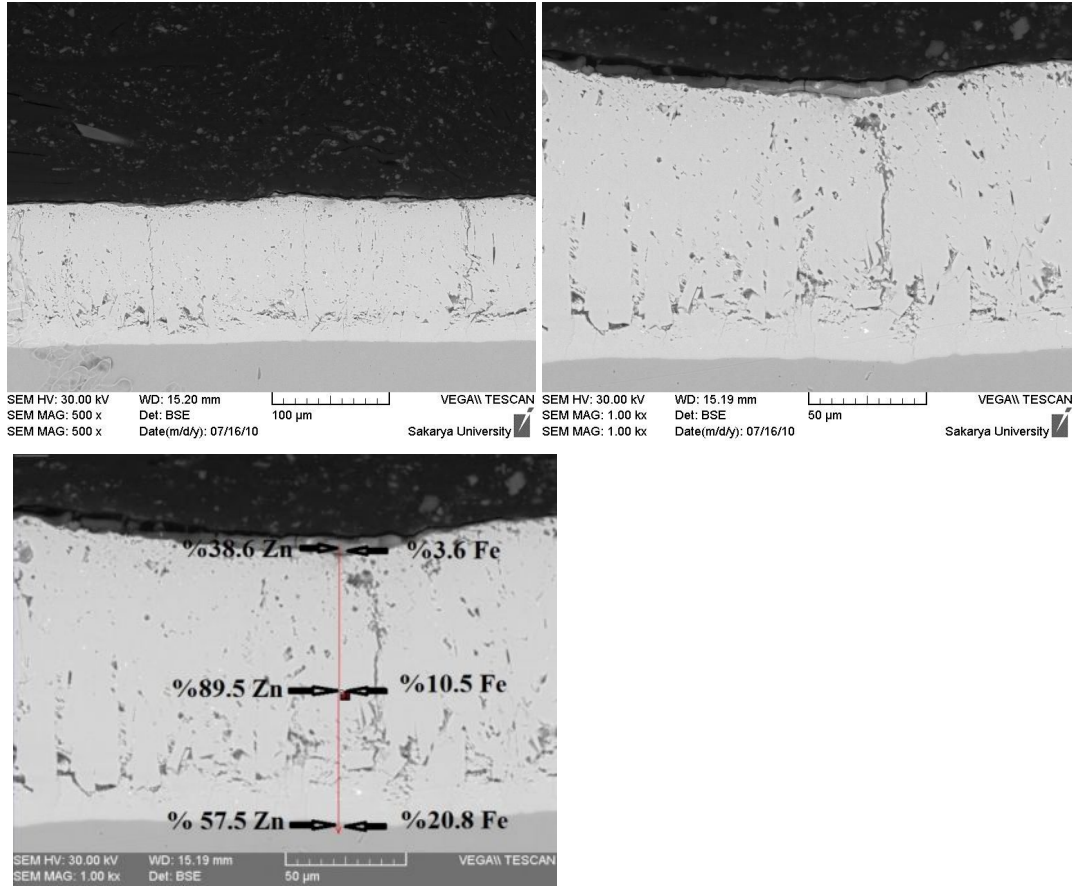 SEM HV: 30.00 kV WD: 15.20 mm VEGA\\ TESCAN
SEM MAG: 500 x Det: BSE 100 µm
SEM MAG: 500 x Date(m/d/y): 07/16/10 Sakarya University
SEM HV: 30.00 kV WD: 15.19 mm VEGA\\ TESCAN
SEM MAG: 1.00 kx Det: BSE 50 µm
SEM MAG: 1.00 kx Date(m/d/y): 07/16/10 Sakarya University
%38.6 Zn %3.6 Fe
%89.5 Zn %10.5 Fe
% 57.5 Zn %20.8 Fe
SEM HV: 30.00 kV WD: 15.19 mm VEGA\\ TESCAN
SEM MAG: 1.00 kx Det: BSE 50 µm